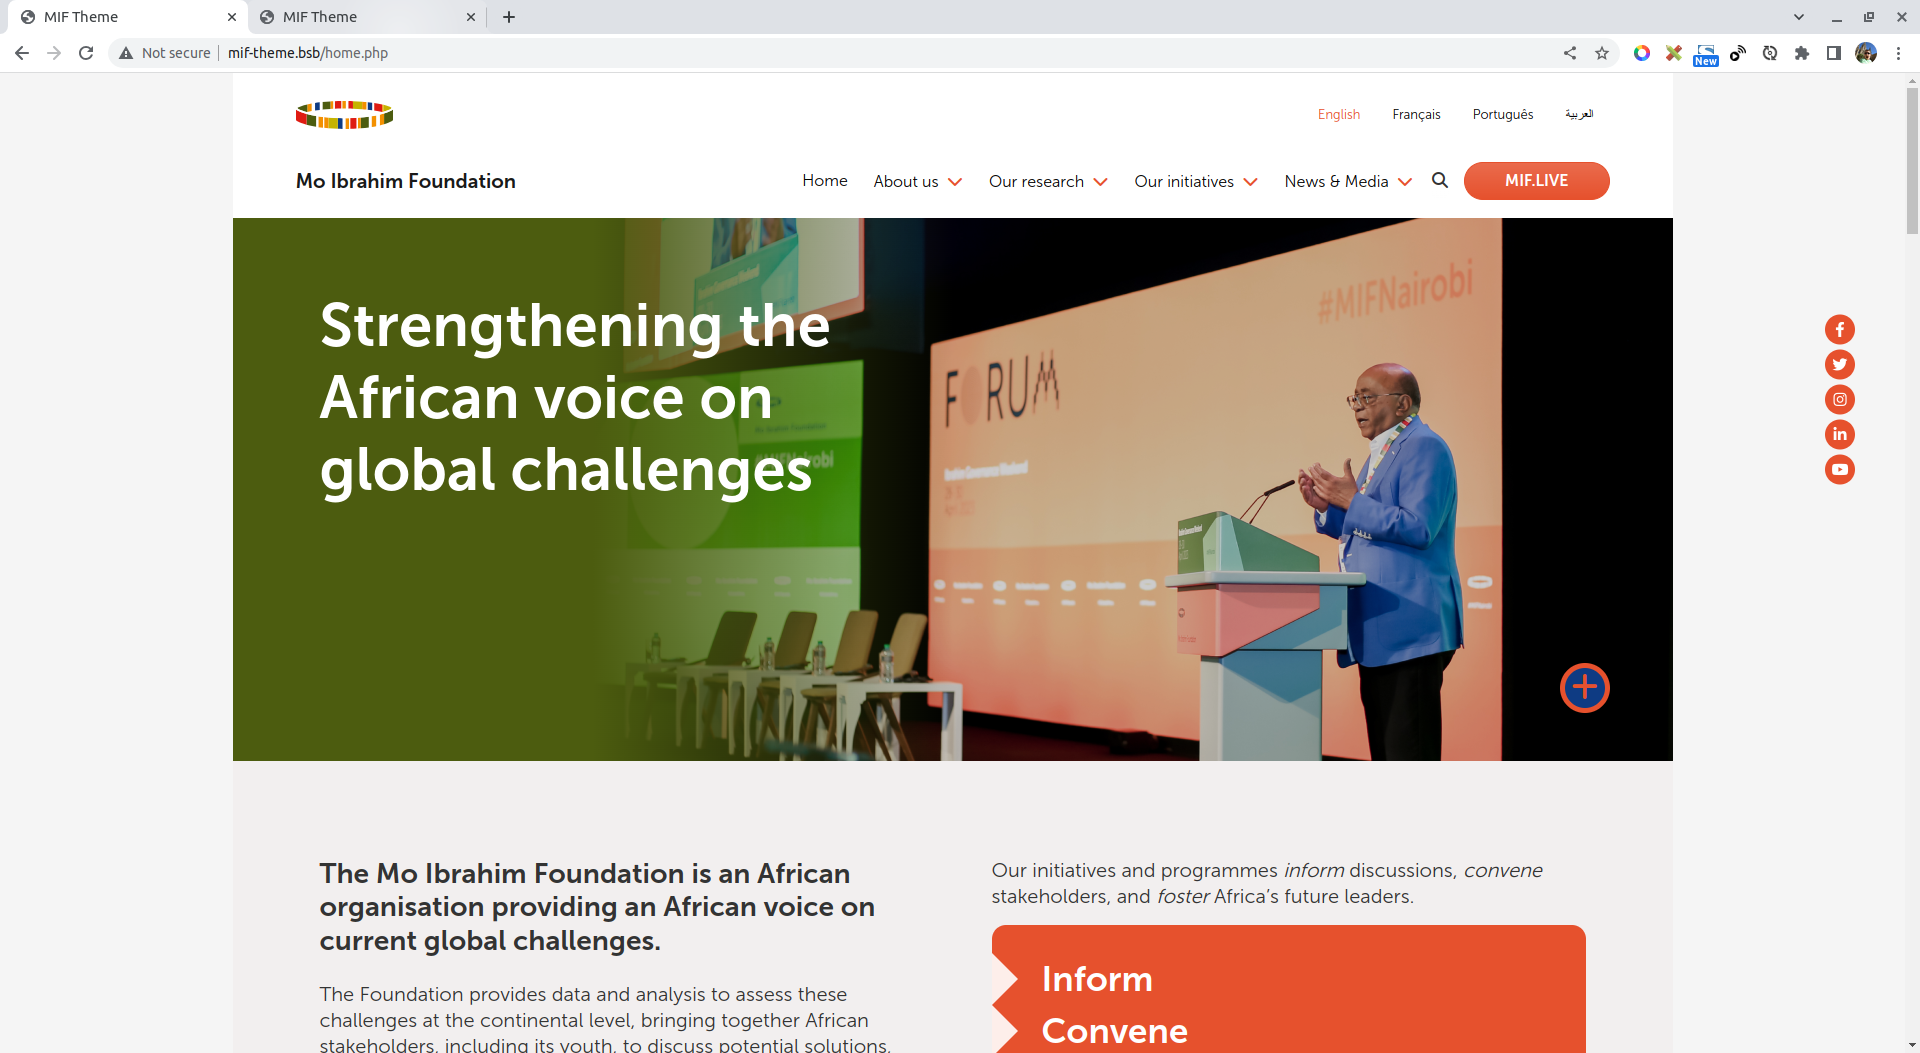 MIF Theme
MIF Theme
Not secure
mif-theme.bsb/home.php
New
English
Français
Português
العربية
Mo Ibrahim Foundation
Home
About us
Our research
Our initiatives
News & Media
MIF.LIVE
Strengthening the
African voice on
global challenges
#MIFNairobi
FORUM
Ibrahim Governance Weekend
The Mo Ibrahim Foundation is an African
organisation providing an African voice on
current global challenges.
The Foundation provides data and analysis to assess these
challenges at the continental level, bringing together African
stakeholders, including its youth, to discuss potential solutions.
Our initiatives and programmes inform discussions, convene
stakeholders, and foster Africa’s future leaders.
Inform
Convene